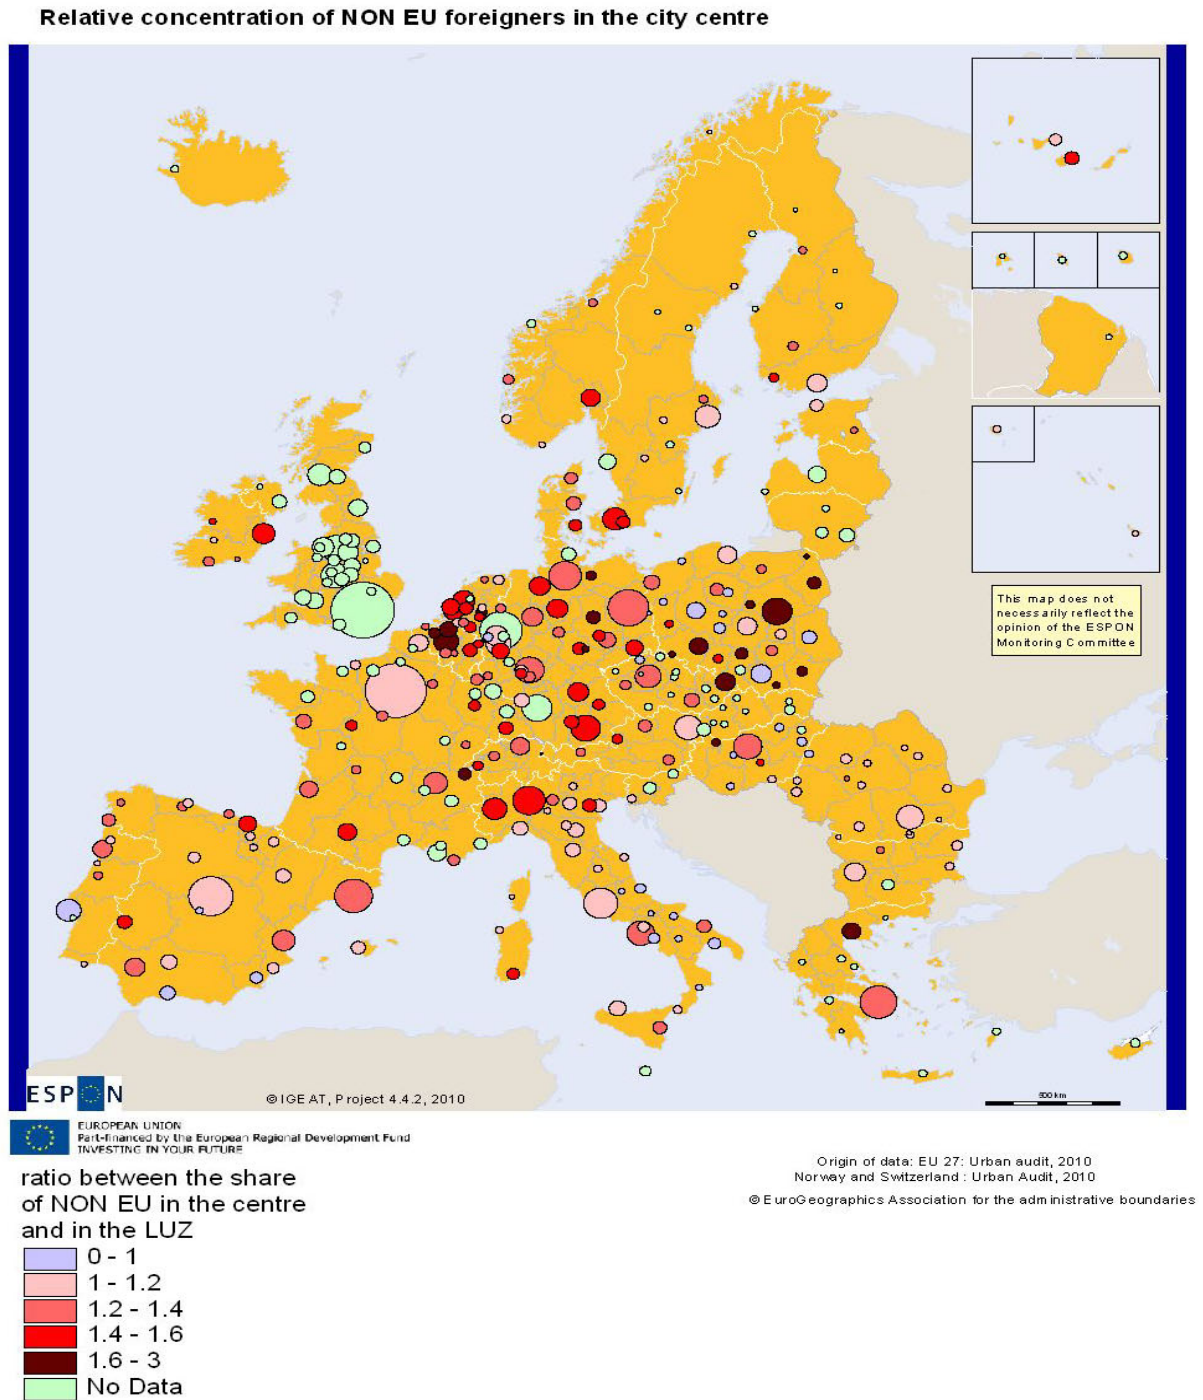 Relative concentration of NON EU foreigners in the city centre
This map does not
necessarily reflect the
opinion of the ESPON
Monitoring Committee
ESPON
© IGEAT, Project 4.4.2, 2010
500 km
EUROPEAN UNION
Part-financed by the European Regional Development Fund
INVESTING IN YOUR FUTURE
Origin of data: EU 27: Urban audit, 2010
Norway and Switzerland : Urban Audit, 2010
© EuroGeographics Association for the administrative boundaries
ratio between the share
of NON EU in the centre
and in the LUZ
0 - 1
1 - 1.2
1.2 - 1.4
1.4 - 1.6
1.6 - 3
No Data